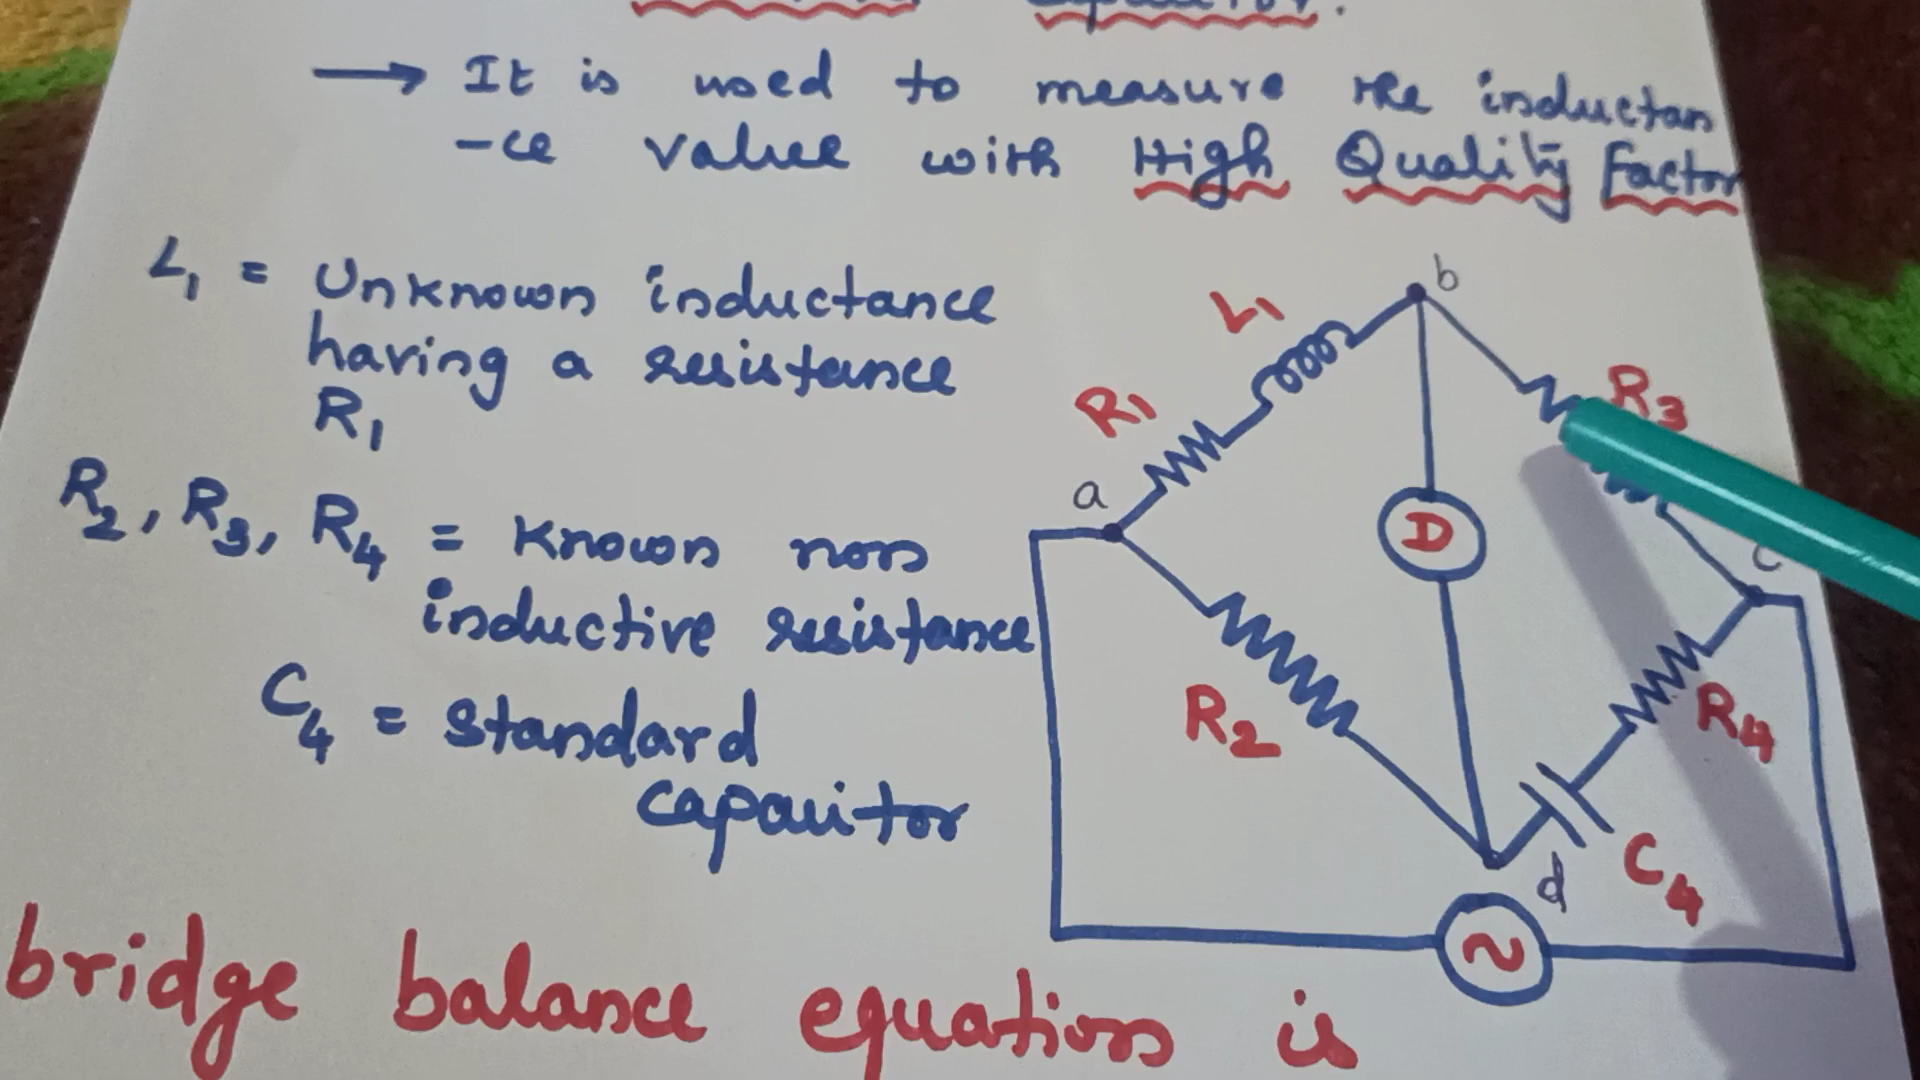 → It is used to measure the inductan
-ce value with High Quality Factor
L1 = Unknown inductance
having a resistance
R1
R2, R3, R4 = Known non
inductive resistance
C4 = Standard
capacitor
b
L1
R3
R1
a
D
c
R2
R4
C4
d
~
bridge balance equation is